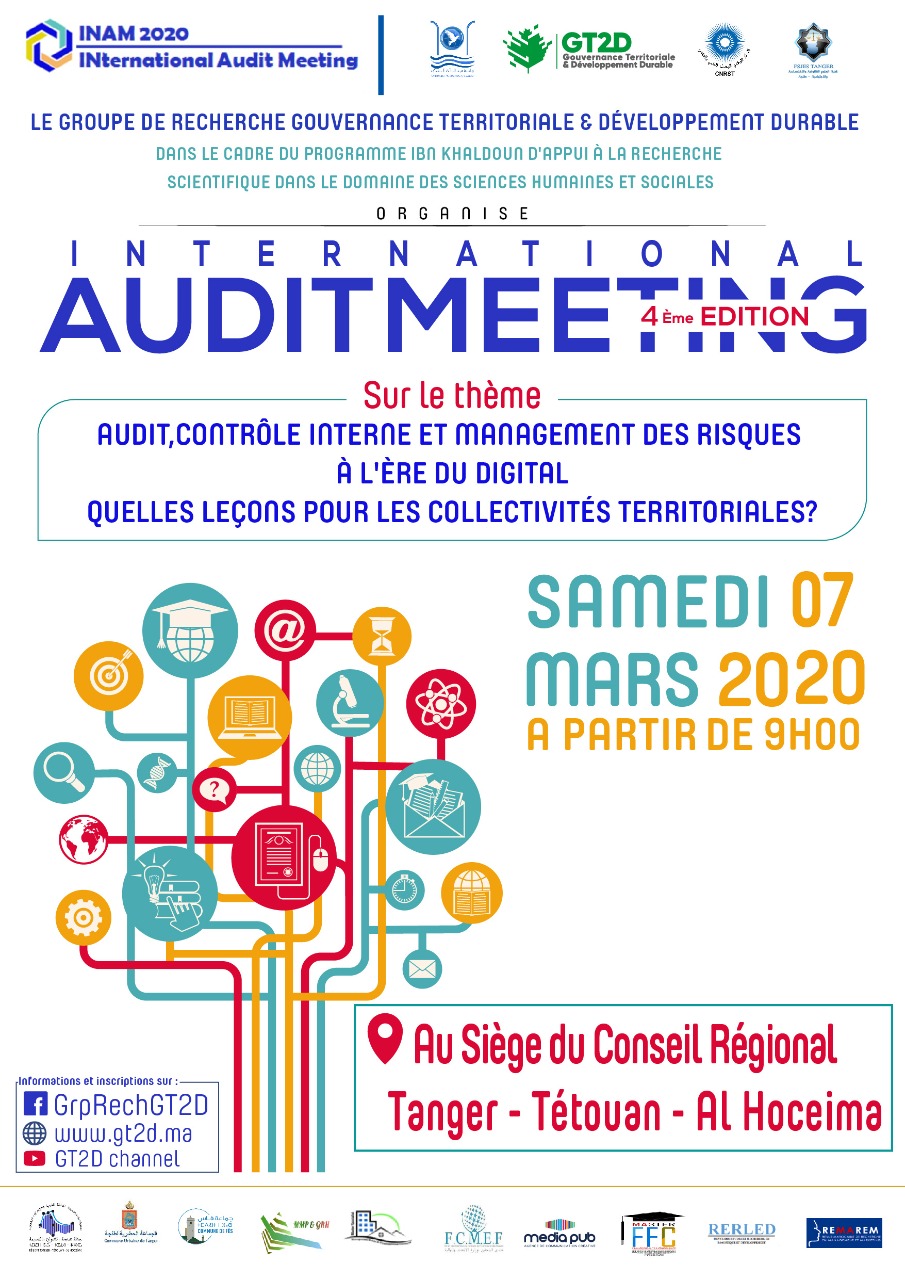 INAM 2020
INternational Audit Meeting
GT2D
Gouvernance Territoriale
& Développement Durable
CNRST
FSJES TANGER
LE GROUPE DE RECHERCHE GOUVERNANCE TERRITORIALE & DÉVELOPPEMENT DURABLE
DANS LE CADRE DU PROGRAMME IBN KHALDOUN D'APPUI À LA RECHERCHE
SCIENTIFIQUE DANS LE DOMAINE DES SCIENCES HUMAINES ET SOCIALES
ORGANISE
INTERNATIONAL
AUDITMEETING
4Ème EDITION
Sur le thème
AUDIT,CONTRÔLE INTERNE ET MANAGEMENT DES RISQUES
À L'ÈRE DU DIGITAL
QUELLES LEÇONS POUR LES COLLECTIVITÉS TERRITORIALES?
SAMEDI 07
MARS 2020
A PARTIR DE 9H00
@
?
Au Siège du Conseil Régional
Tanger - Tétouan - Al Hoceima
Informations et inscriptions sur :
GrpRechGT2D
www.gt2d.ma
GT2D channel
FCMEF
media pub
MASTER
FFC
RERLED
REMAREM